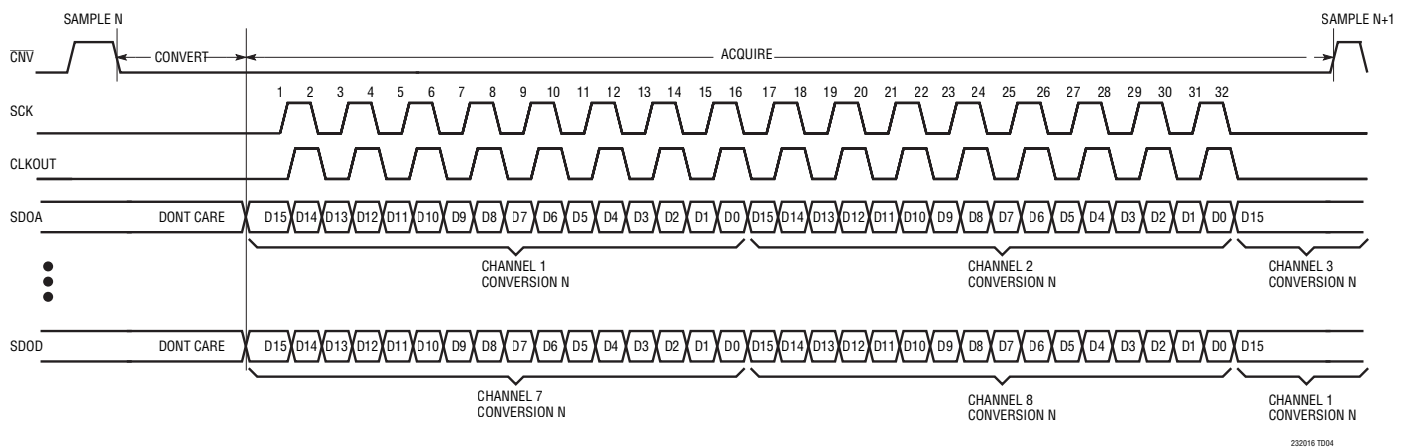 SAMPLE N
SAMPLE N+1
CNV
CONVERT
ACQUIRE
1 2 3 4 5 6 7 8 9 10 11 12 13 14 15 16 17 18 19 20 21 22 23 24 25 26 27 28 29 30 31 32
SCK
CLKOUT
SDOA DONT CARE D15 D14 D13 D12 D11 D10 D9 D8 D7 D6 D5 D4 D3 D2 D1 D0 D15 D14 D13 D12 D11 D10 D9 D8 D7 D6 D5 D4 D3 D2 D1 D0 D15
CHANNEL 1
CONVERSION N
CHANNEL 2
CONVERSION N
CHANNEL 3
CONVERSION N
SDOD DONT CARE D15 D14 D13 D12 D11 D10 D9 D8 D7 D6 D5 D4 D3 D2 D1 D0 D15 D14 D13 D12 D11 D10 D9 D8 D7 D6 D5 D4 D3 D2 D1 D0 D15
CHANNEL 7
CONVERSION N
CHANNEL 8
CONVERSION N
CHANNEL 1
CONVERSION N
232016 TD04